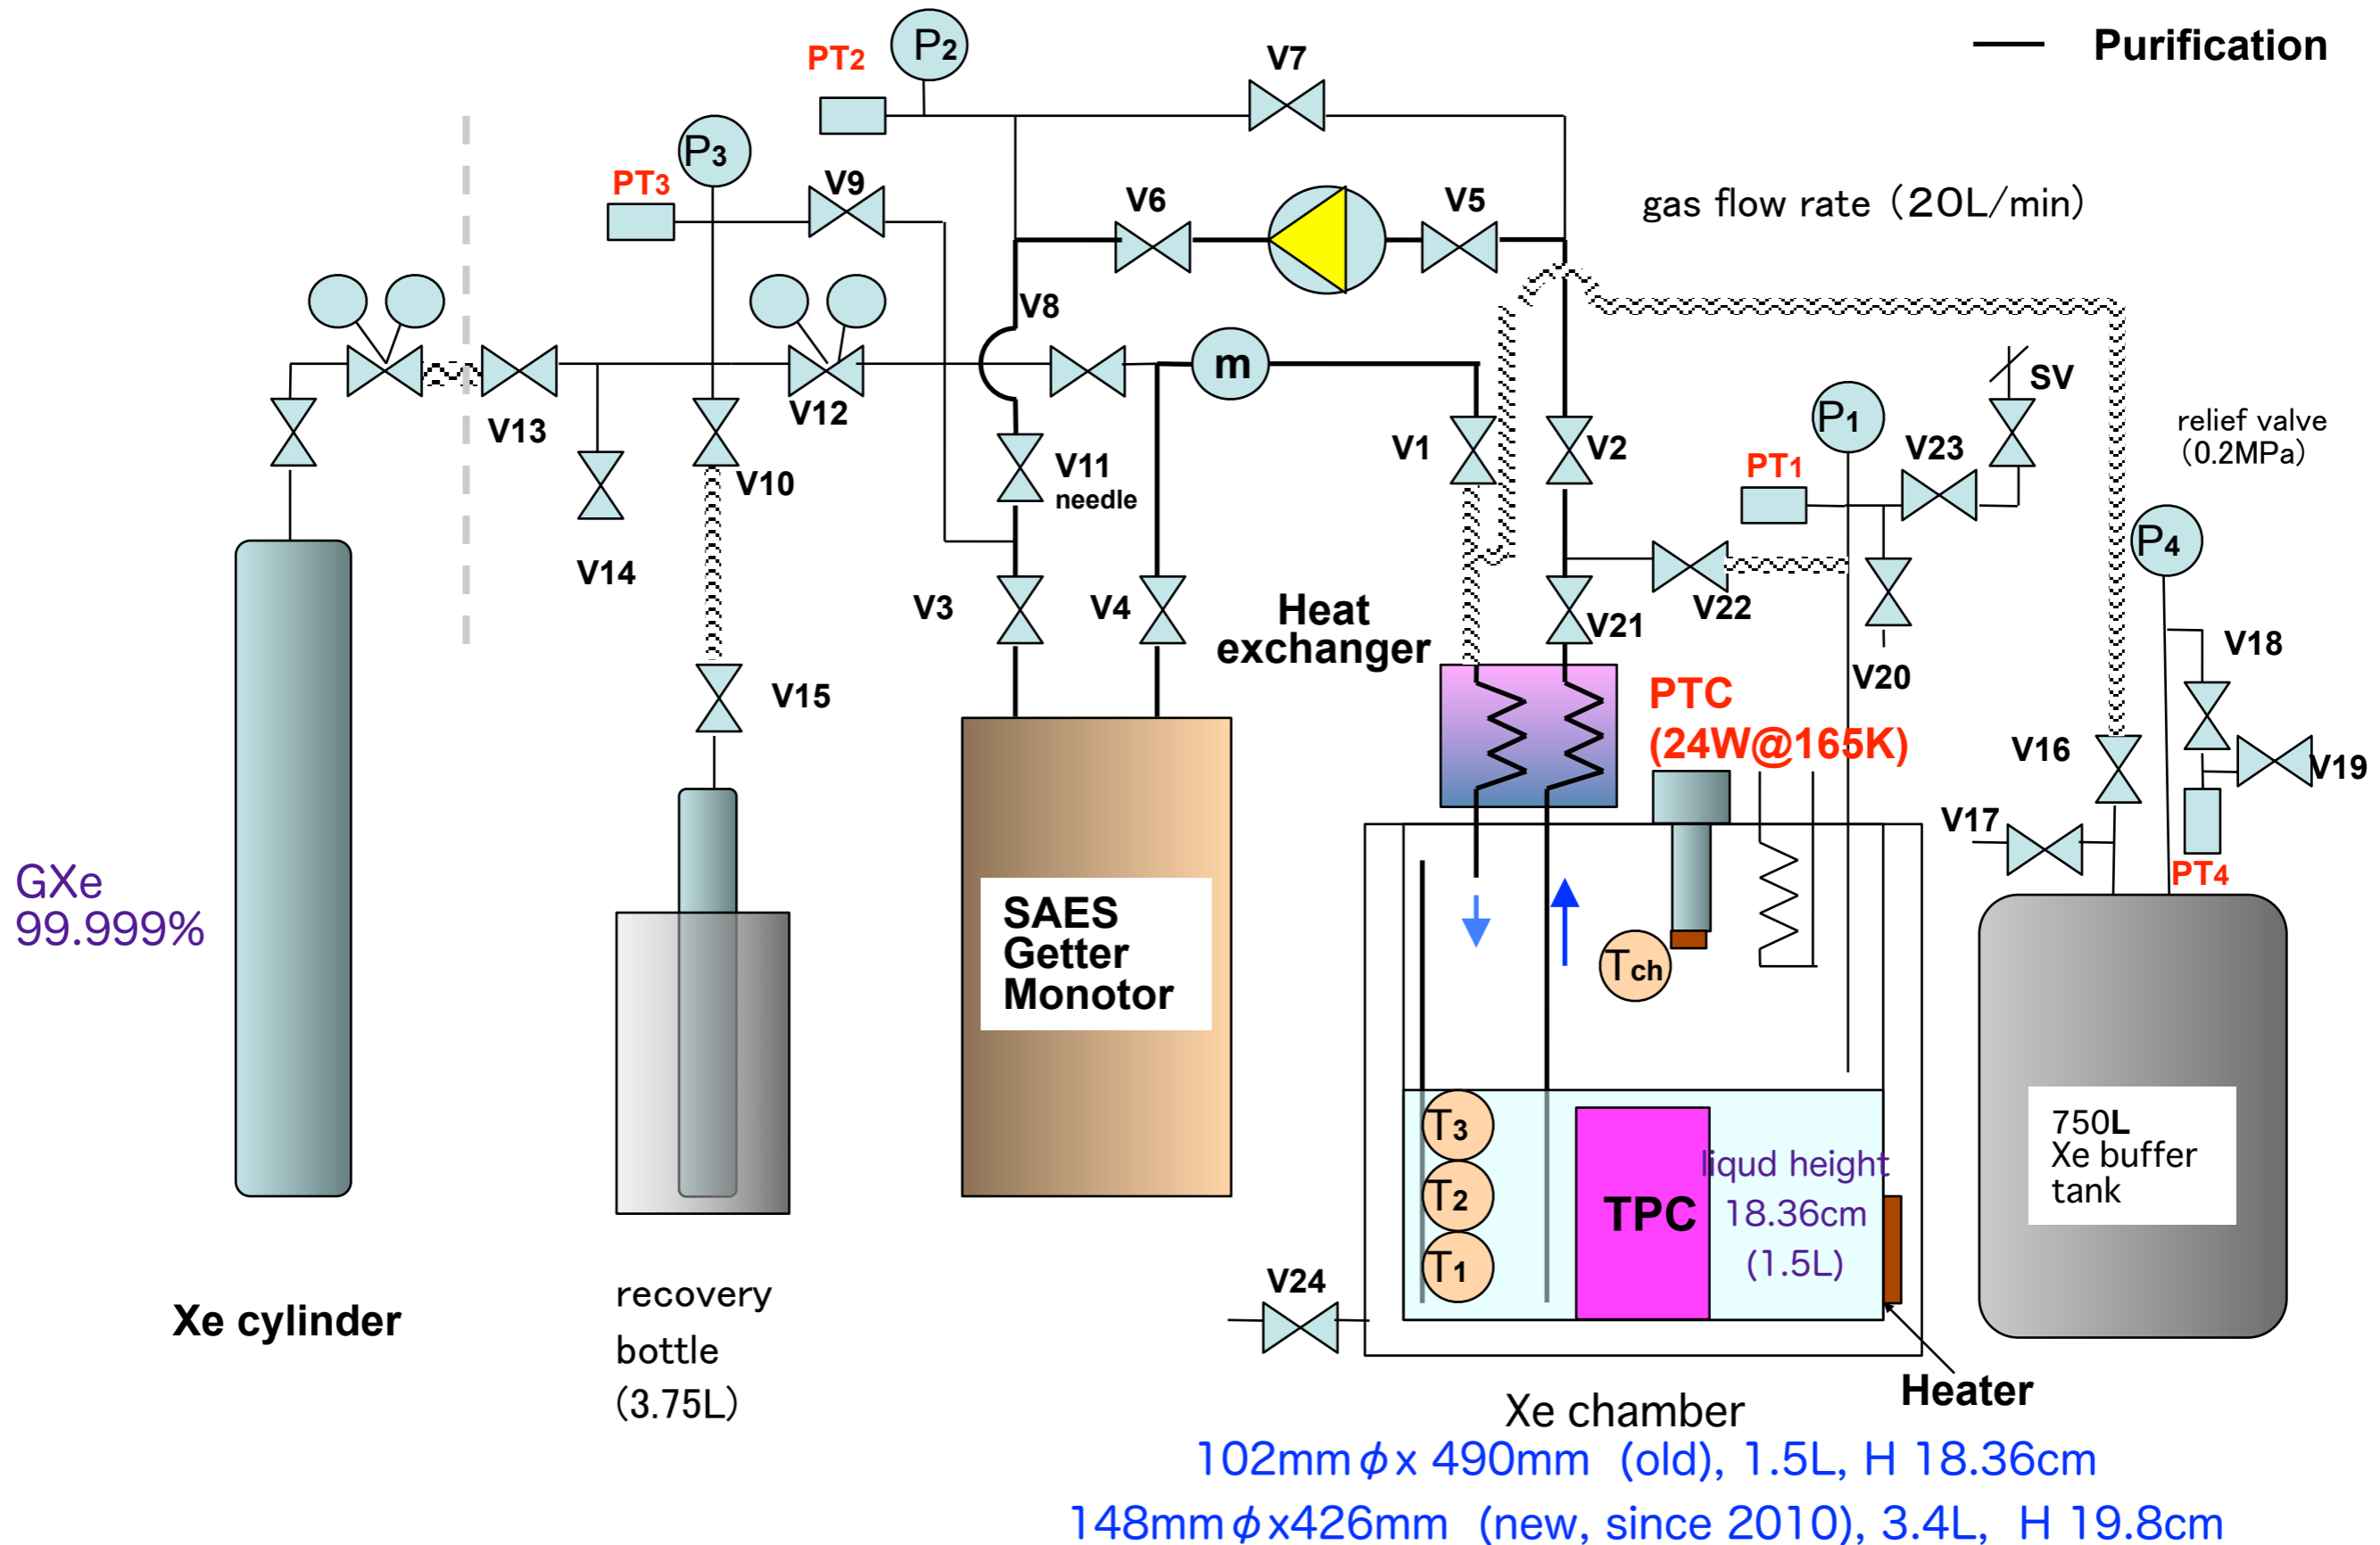 Purification
PT2
P2
V7
P3
PT3
V9
V6
V5
gas flow rate (20L/min)
V8
m
SV
V13
V12
V1
V2
P1
V23
relief valve
(0.2MPa)
V10
V11
needle
PT1
P4
V14
V3
V4
Heat
exchanger
V21
V22
V20
V18
V15
PTC
(24W@165K)
V16
V19
V17
PT4
GXe
99.999%
SAES
Getter
Monotor
Tch
T3
T2
T1
TPC
liqud height
18.36cm
(1.5L)
750L
Xe buffer
tank
V24
Xe cylinder
recovery
bottle
(3.75L)
Heater
Xe chamber
102mmφx 490mm (old), 1.5L, H 18.36cm
148mmφx426mm (new, since 2010), 3.4L, H 19.8cm